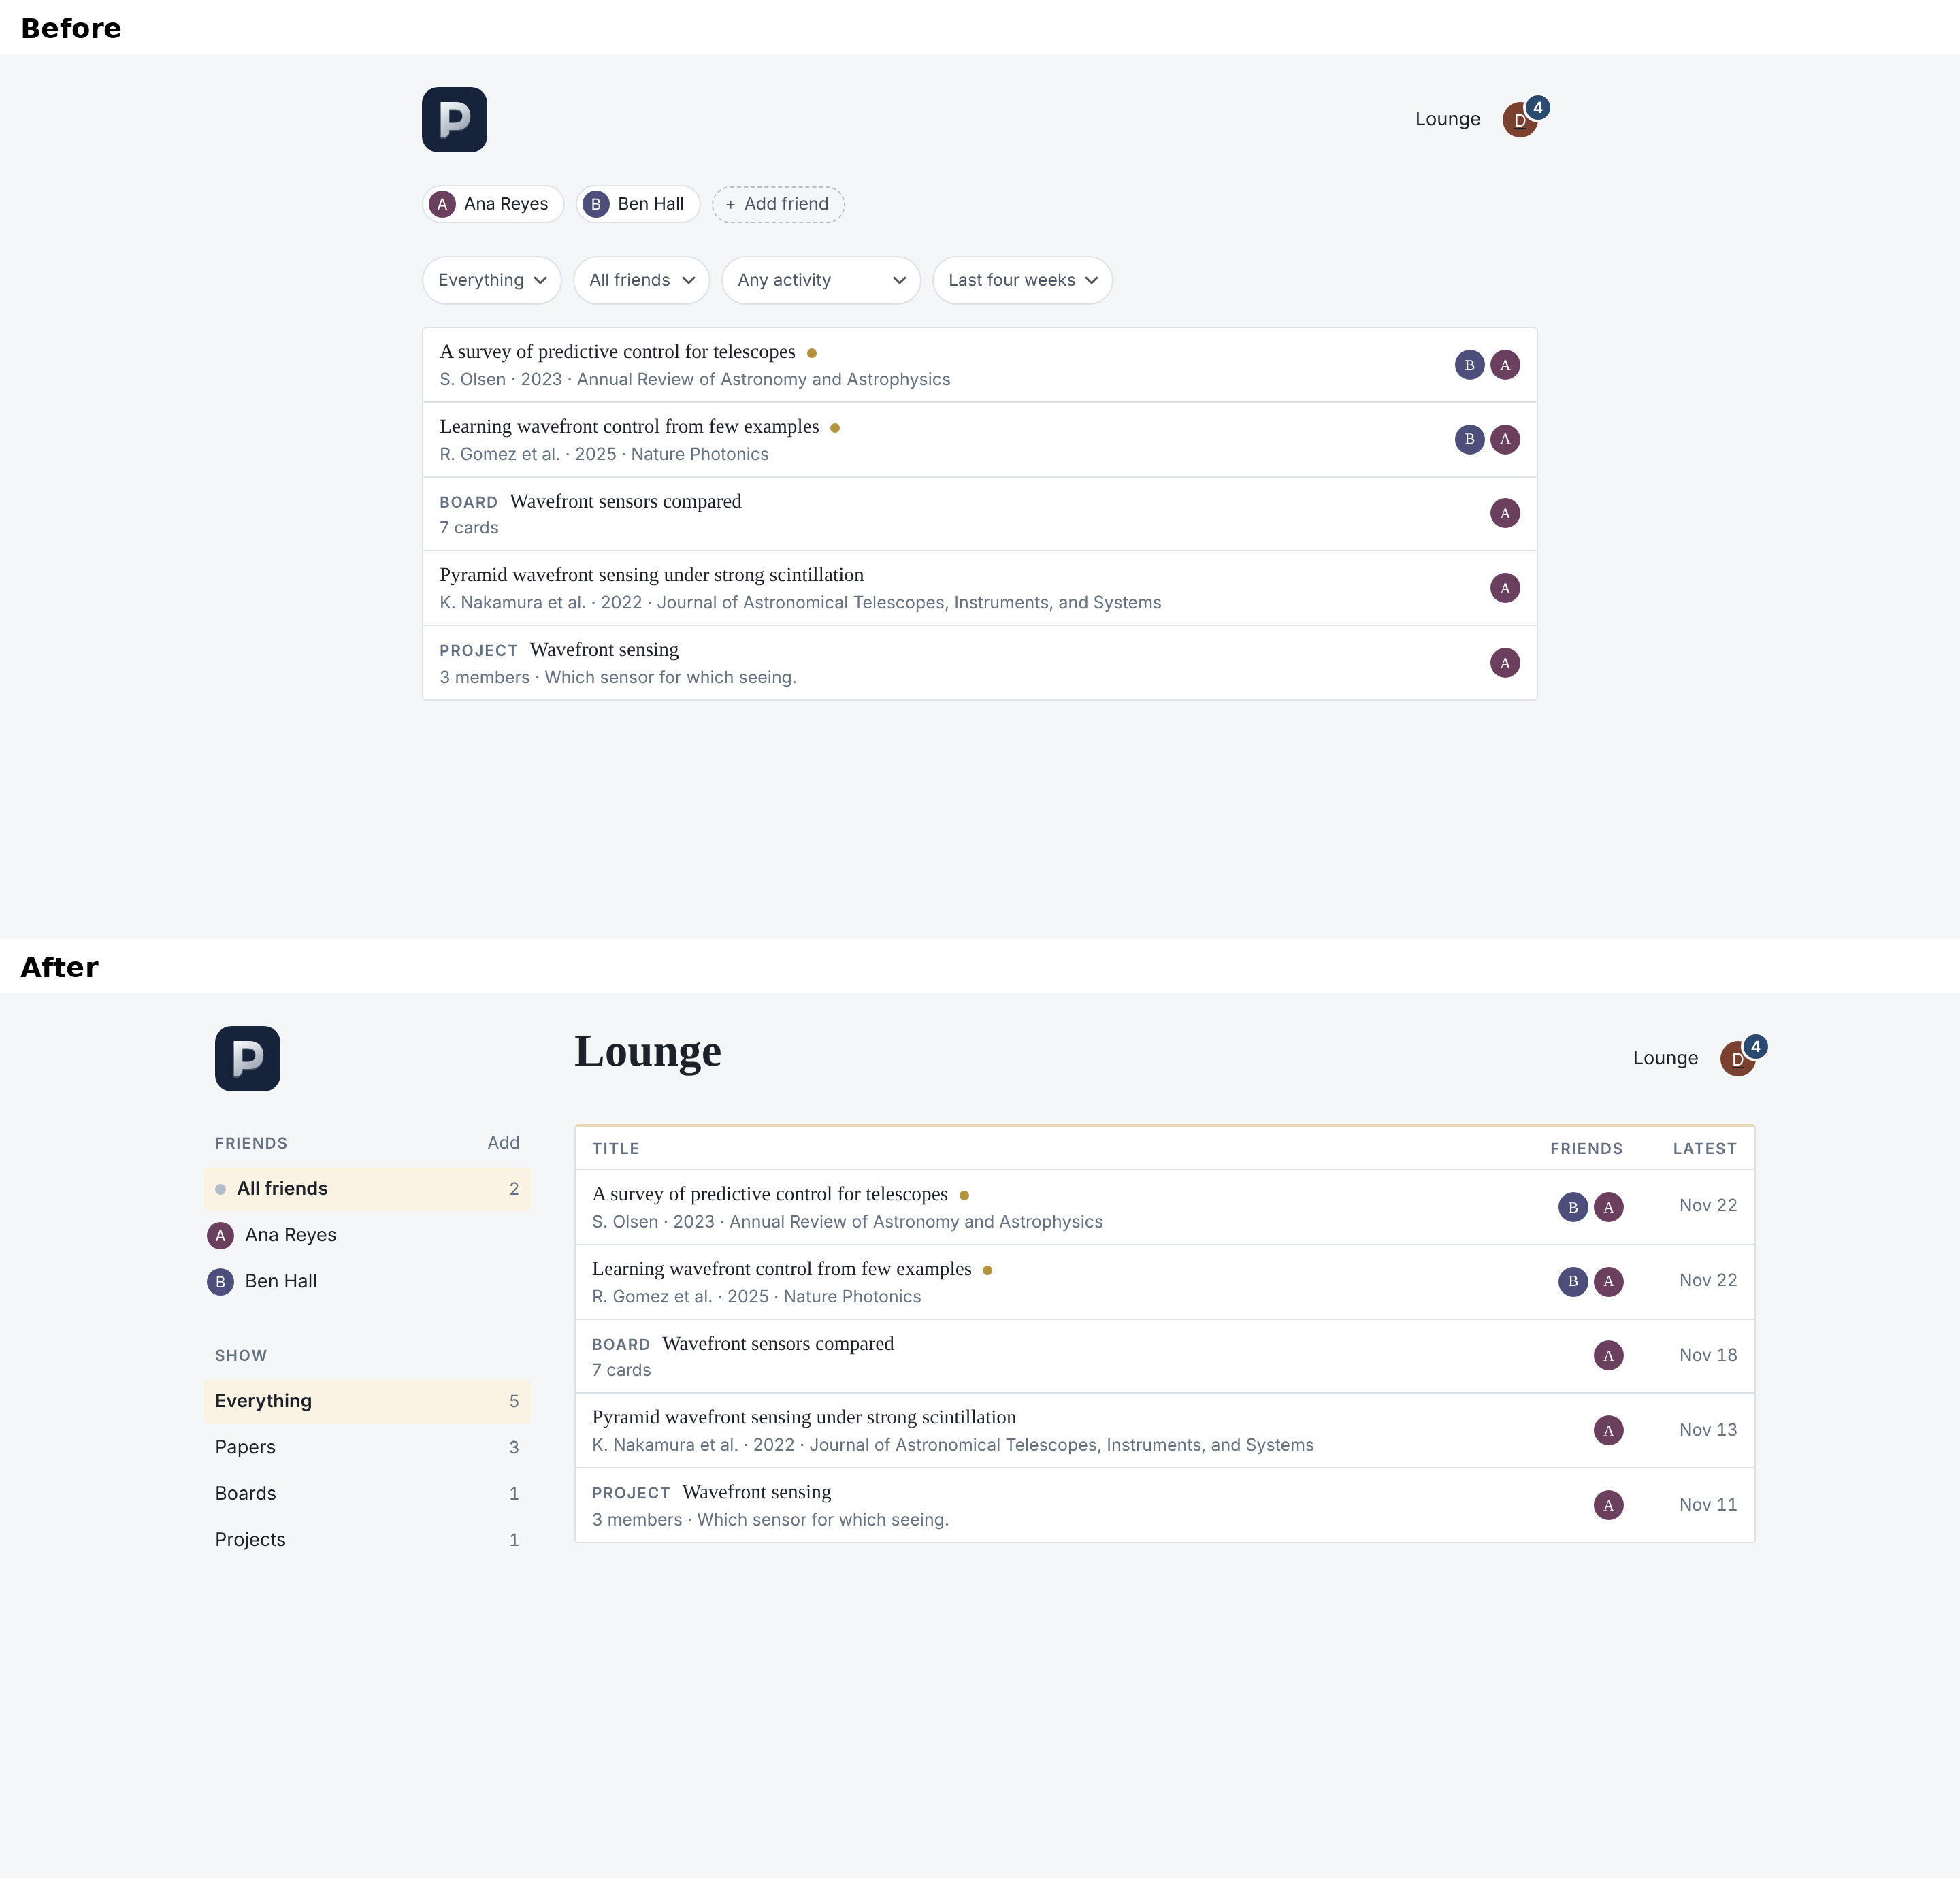 Before
P
Lounge D 4
A Ana Reyes B Ben Hall + Add friend
Everything All friends Any activity Last four weeks
A survey of predictive control for telescopes
S. Olsen · 2023 · Annual Review of Astronomy and Astrophysics
B A
Learning wavefront control from few examples
R. Gomez et al. · 2025 · Nature Photonics
B A
BOARD Wavefront sensors compared
7 cards
A
Pyramid wavefront sensing under strong scintillation
K. Nakamura et al. · 2022 · Journal of Astronomical Telescopes, Instruments, and Systems
A
PROJECT Wavefront sensing
3 members · Which sensor for which seeing.
A
After
P
Lounge
Lounge D 4
FRIENDS Add
All friends 2
A Ana Reyes
B Ben Hall
SHOW
Everything 5
Papers 3
Boards 1
Projects 1
TITLE FRIENDS LATEST
A survey of predictive control for telescopes
S. Olsen · 2023 · Annual Review of Astronomy and Astrophysics
B A Nov 22
Learning wavefront control from few examples
R. Gomez et al. · 2025 · Nature Photonics
B A Nov 22
BOARD Wavefront sensors compared
7 cards
A Nov 18
Pyramid wavefront sensing under strong scintillation
K. Nakamura et al. · 2022 · Journal of Astronomical Telescopes, Instruments, and Systems
A Nov 13
PROJECT Wavefront sensing
3 members · Which sensor for which seeing.
A Nov 11